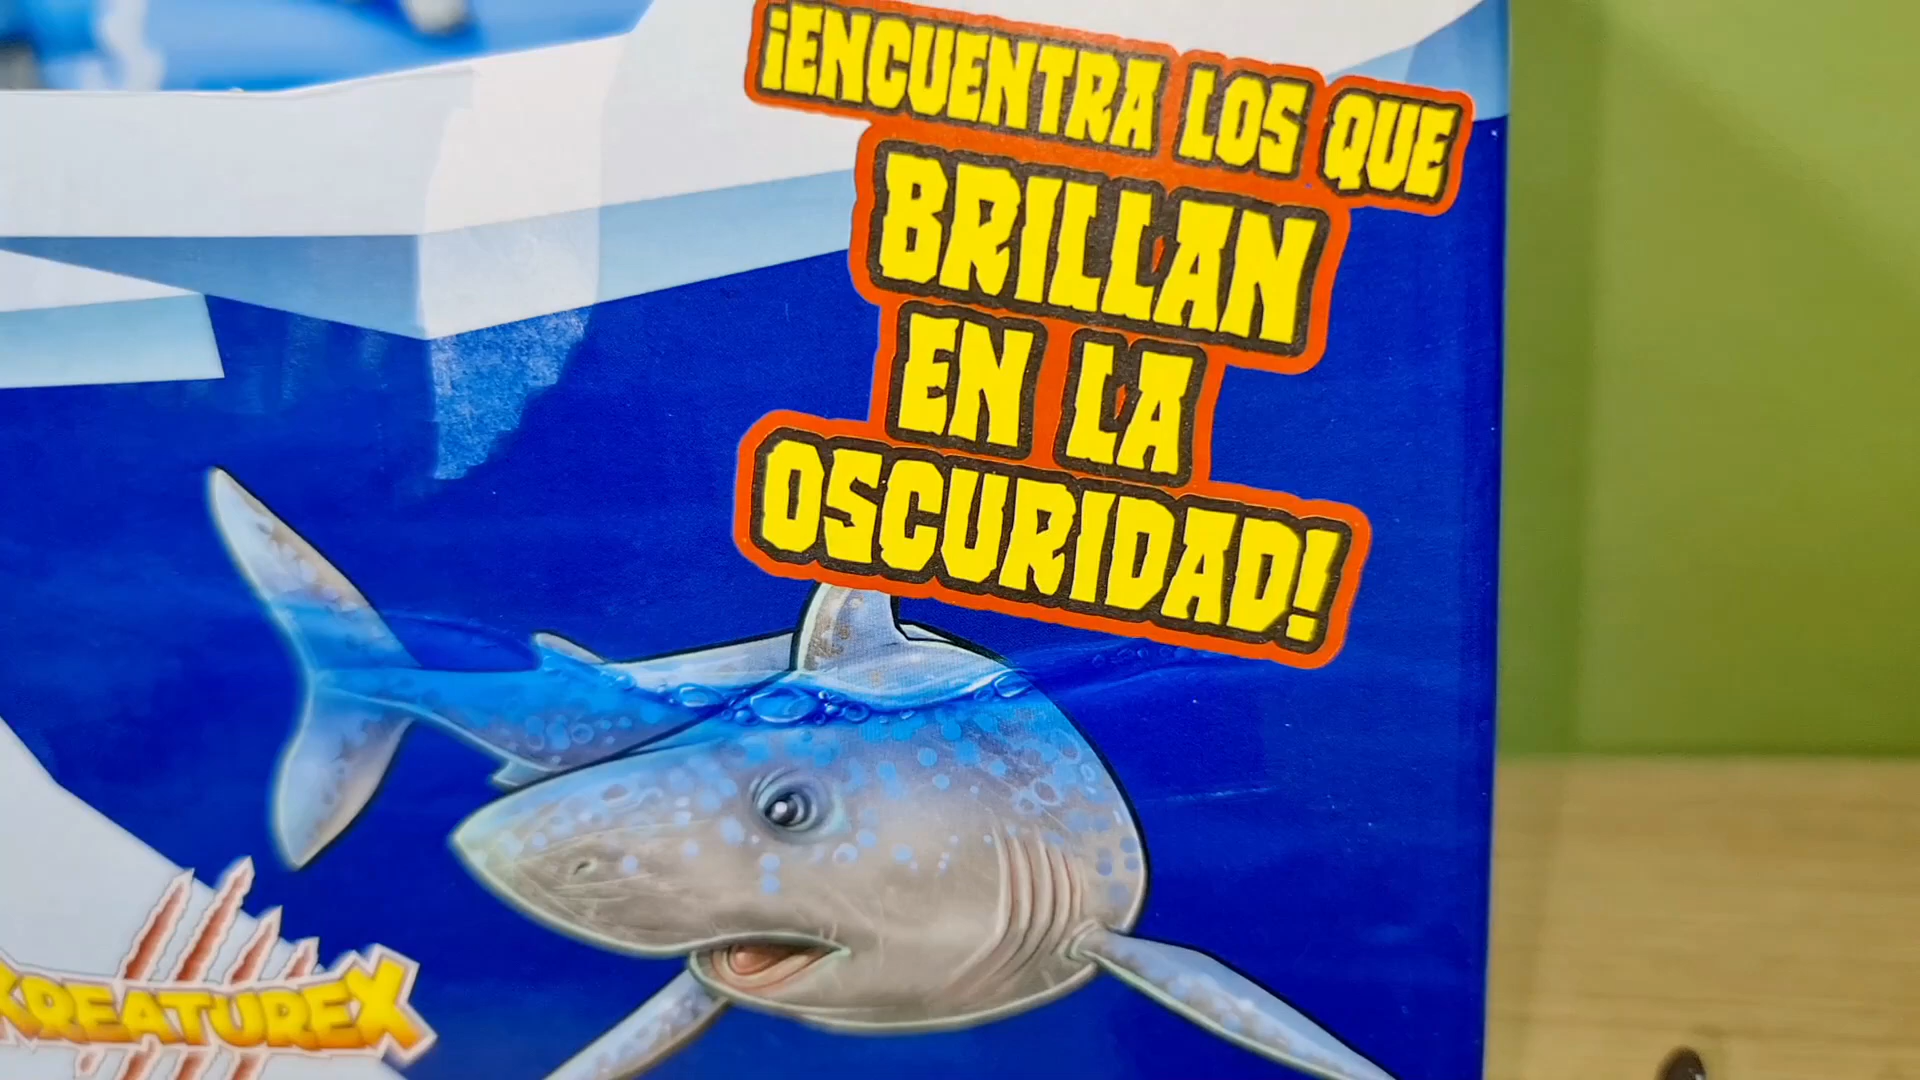 ¡ENCUENTRA LOS QUE
BRILLAN
EN LA
OSCURIDAD!
KREATUREX